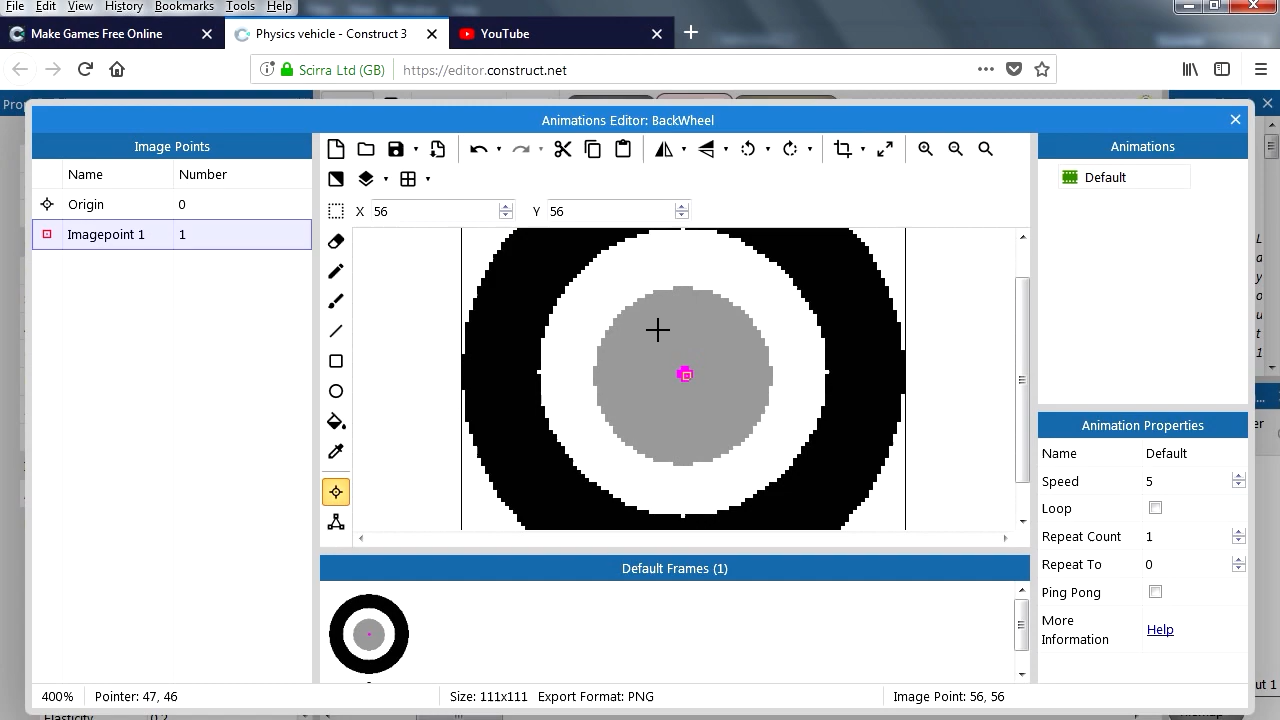 File Edit View History Bookmarks Tools Help
Make Games Free Online
Physics vehicle - Construct 3
YouTube
Scirra Ltd (GB)
https://editor.construct.net
Animations Editor: BackWheel
Image Points
Animations
Name Number
Default
Origin 0
X 56 Y 56
Imagepoint 1 1
L
a
y
o
u
t
1
Animation Properties
Name Default
Speed 5
Loop
Repeat Count 1
Repeat To 0
Ping Pong
More Information Help
Default Frames (1)
400% Pointer: 47, 46 Size: 111x111 Export Format: PNG Image Point: 56, 56